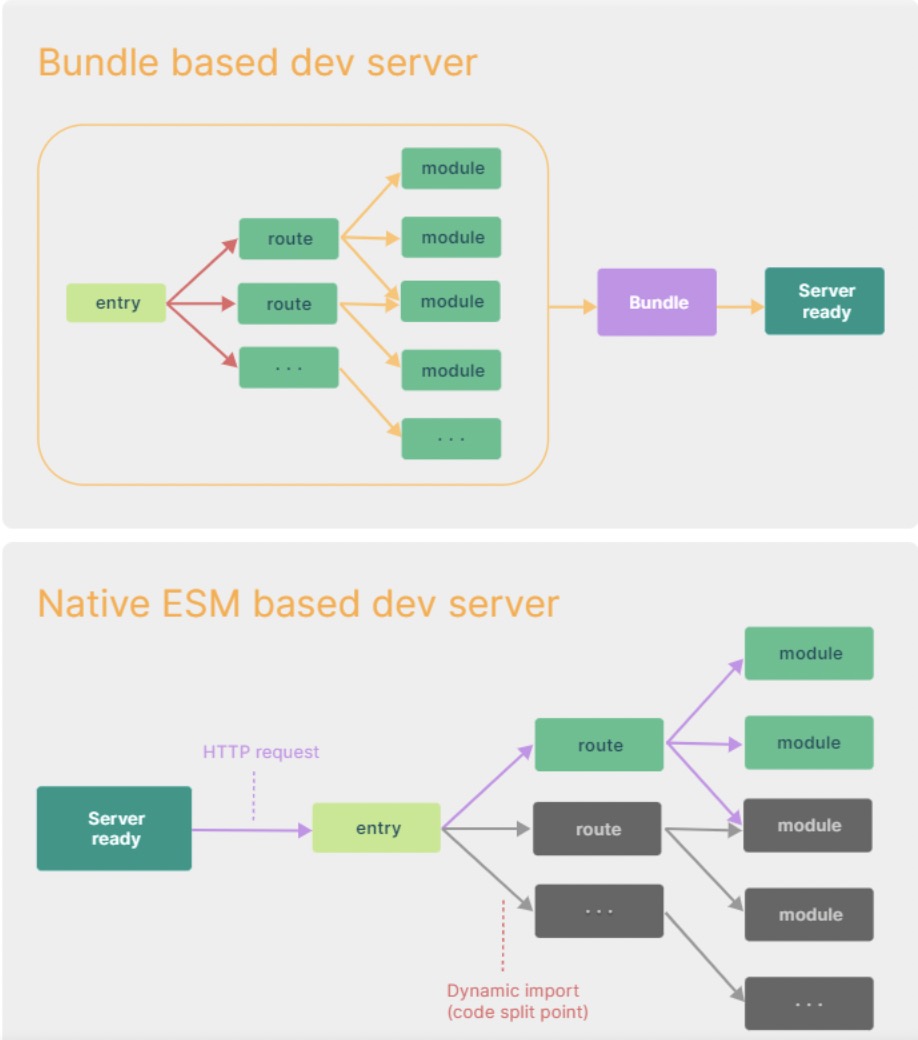 Bundle based dev server
module
route
module
entry
route
module
Bundle
Server
ready
. . .
module
. . .
Native ESM based dev server
module
HTTP request
route
module
Server
ready
entry
route
module
. . .
module
Dynamic import
(code split point)
. . .